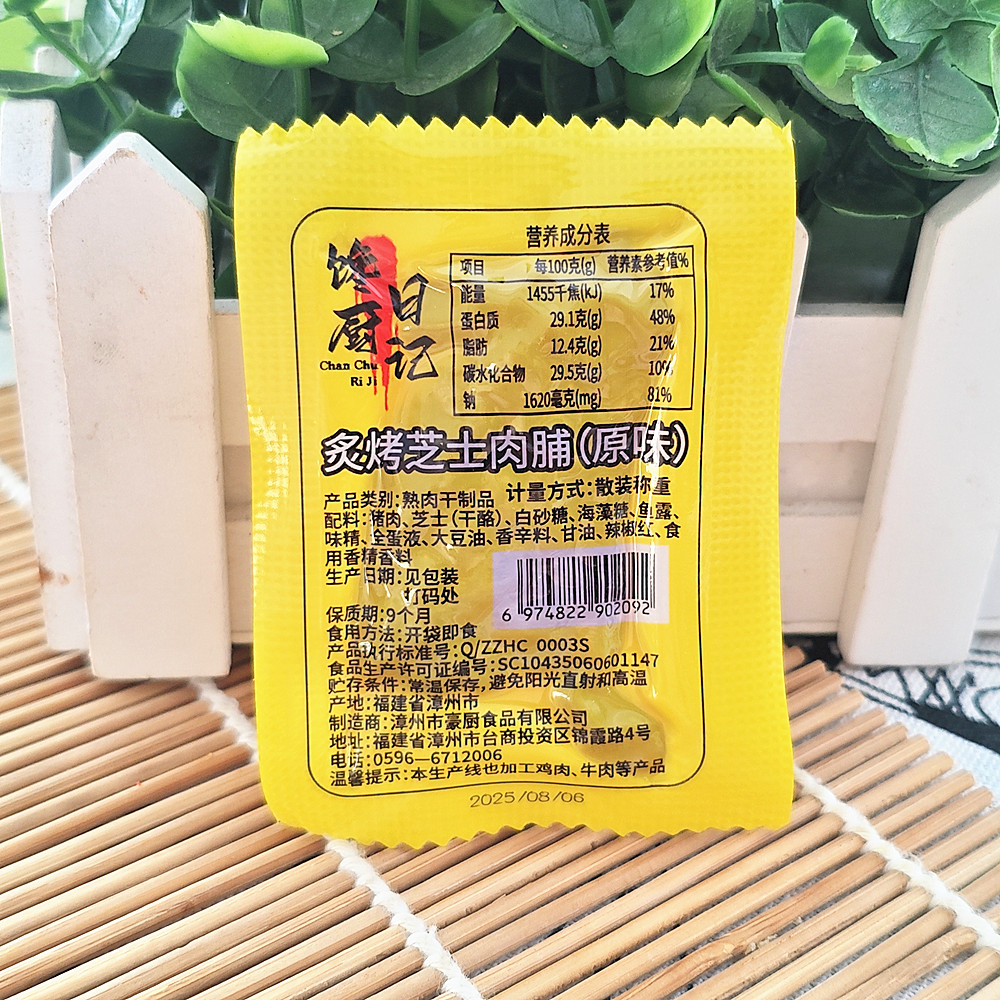 馋厨
日记
Chan Chu
Ri Ji
营养成分表
项目 每100克(g) 营养素参考值%
能量 1455千焦(kJ) 17%
蛋白质 29.1克(g) 48%
脂肪 12.4克(g) 21%
碳水化合物 29.5克(g) 10%
钠 1620毫克(mg) 81%
炙烤芝士肉脯(原味)
产品类别:熟肉干制品 计量方式:散装称重
配料:猪肉、芝士(干酪)、白砂糖、海藻糖、鱼露、
味精、全蛋液、大豆油、香辛料、甘油、辣椒红、食
用香精香料
生产日期:见包装
打码处
6 974822 902092
保质期:9个月
食用方法:开袋即食
产品执行标准号:Q/ZZHC 0003S
食品生产许可证编号:SC10435060601147
贮存条件:常温保存,避免阳光直射和高温
产地:福建省漳州市
制造商:漳州市豪厨食品有限公司
地址:福建省漳州市台商投资区锦霞路4号
电话:0596—6712006
温馨提示:本生产线也加工鸡肉、牛肉等产品
2025/08/06